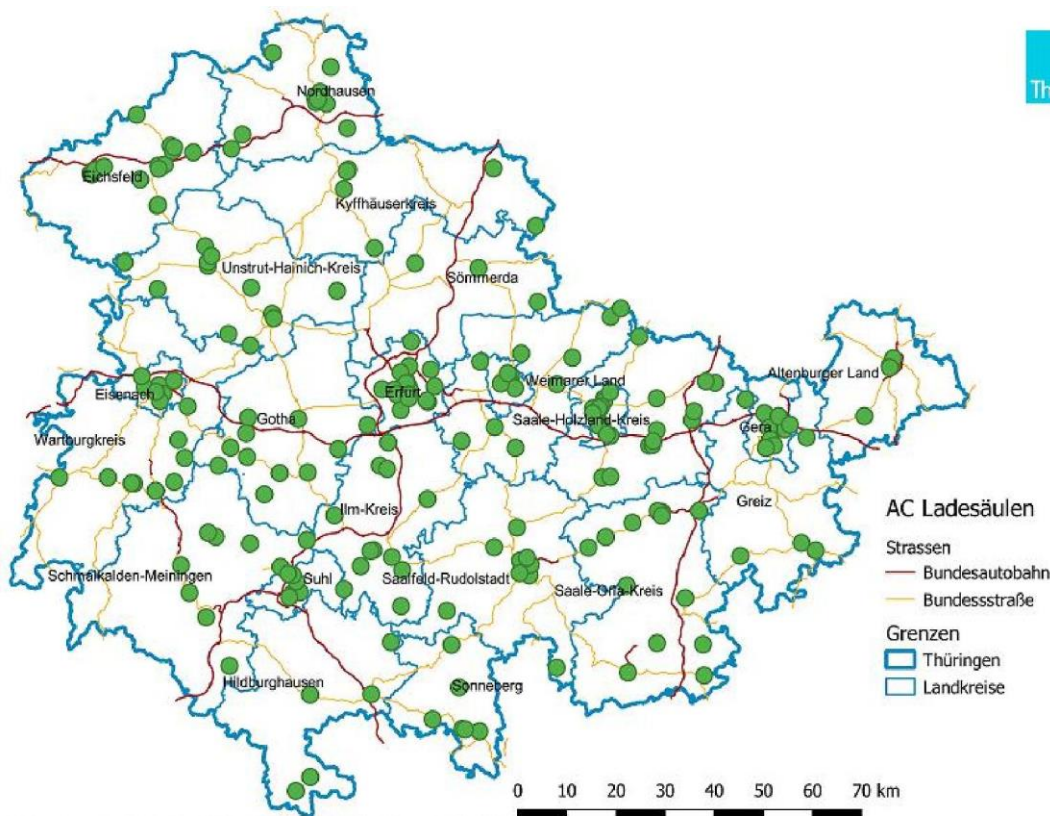 Nordhausen
Th
Eichsfeld
Kyffhäuserkreis
Unstrut-Hainich-Kreis
Sömmerda
Altenburger Land
Eisenach
Erfurt
Weimarer Land
Gotha
Saale-Holzland-Kreis
Gera
Wartburgkreis
Greiz
Ilm-Kreis
Schmalkalden-Meiningen
Suhl
Saalfeld-Rudolstadt
Saale-Orla-Kreis
Hildburghausen
Sonneberg
AC Ladesäulen
Strassen
Bundesautobahn
Bundessstraße
Grenzen
Thüringen
Landkreise
0 10 20 30 40 50 60 70 km